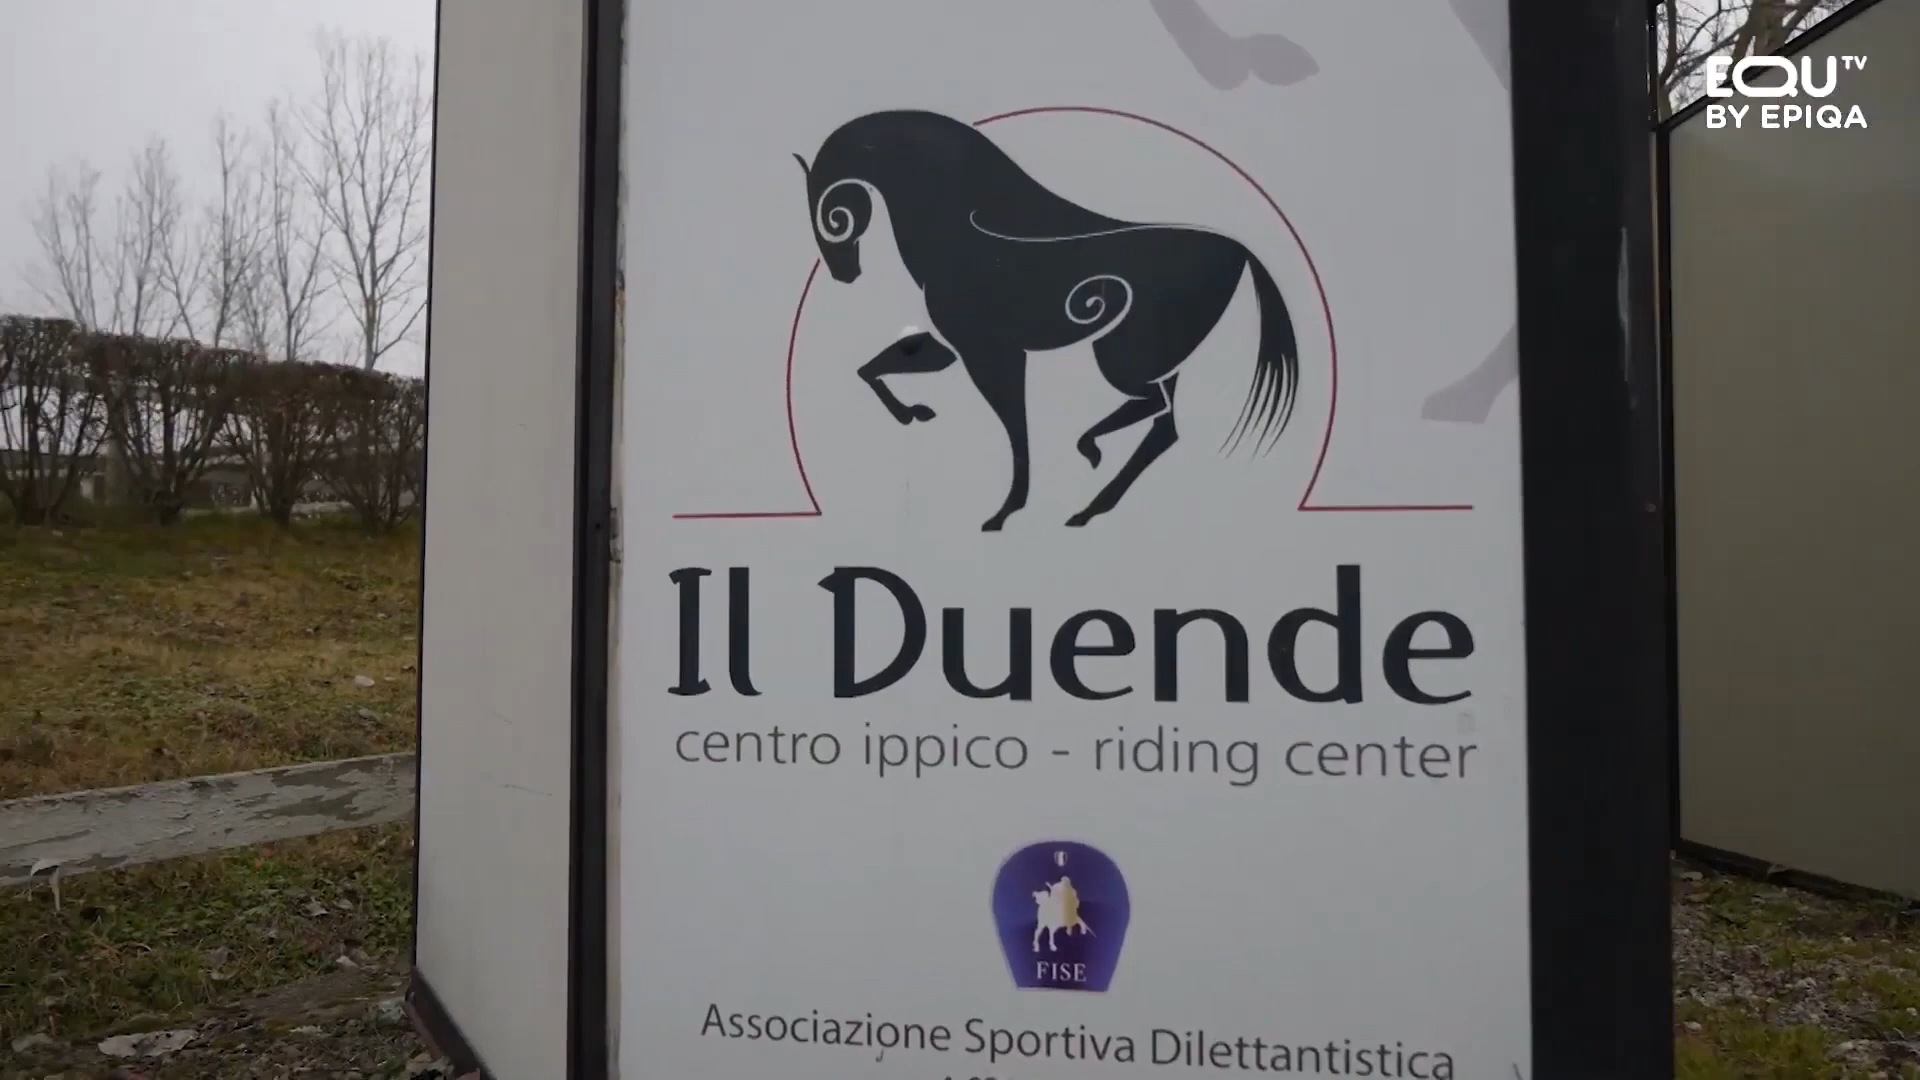 EQU TV
BY EPIQA
Il Duende
centro ippico - riding center
FISE
Associazione Sportiva Dilettantistica